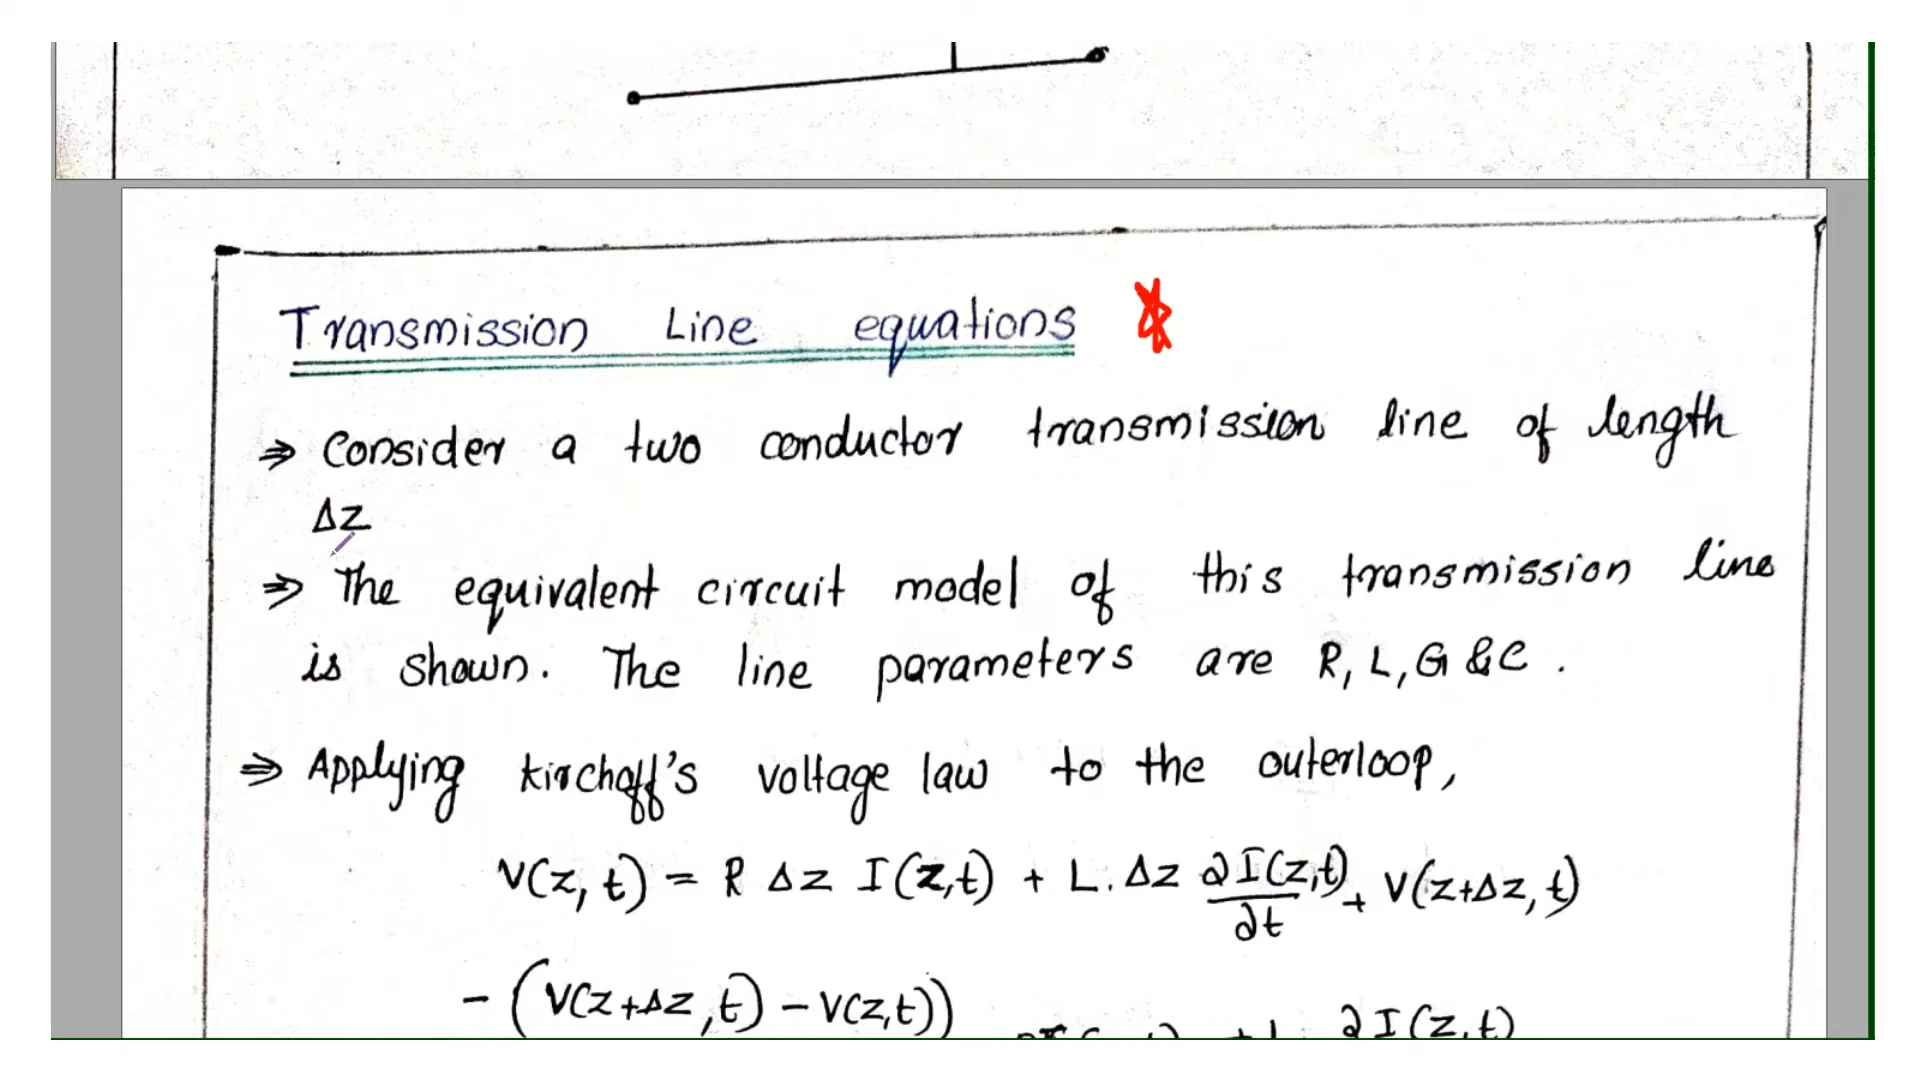 Transmission Line equations
⇒ Consider a two conductor transmission line of length
Δz
⇒ The equivalent circuit model of this transmission line
is shown. The line parameters are R, L, G & C.
⇒ Applying kirchoff's voltage law to the outerloop,
V(z, t) = R Δz I(z,t) + L. Δz ∂I(z,t)/∂t + V(z+Δz, t)
- (V(z+Δz, t) - V(z,t))
∂I(z,t)